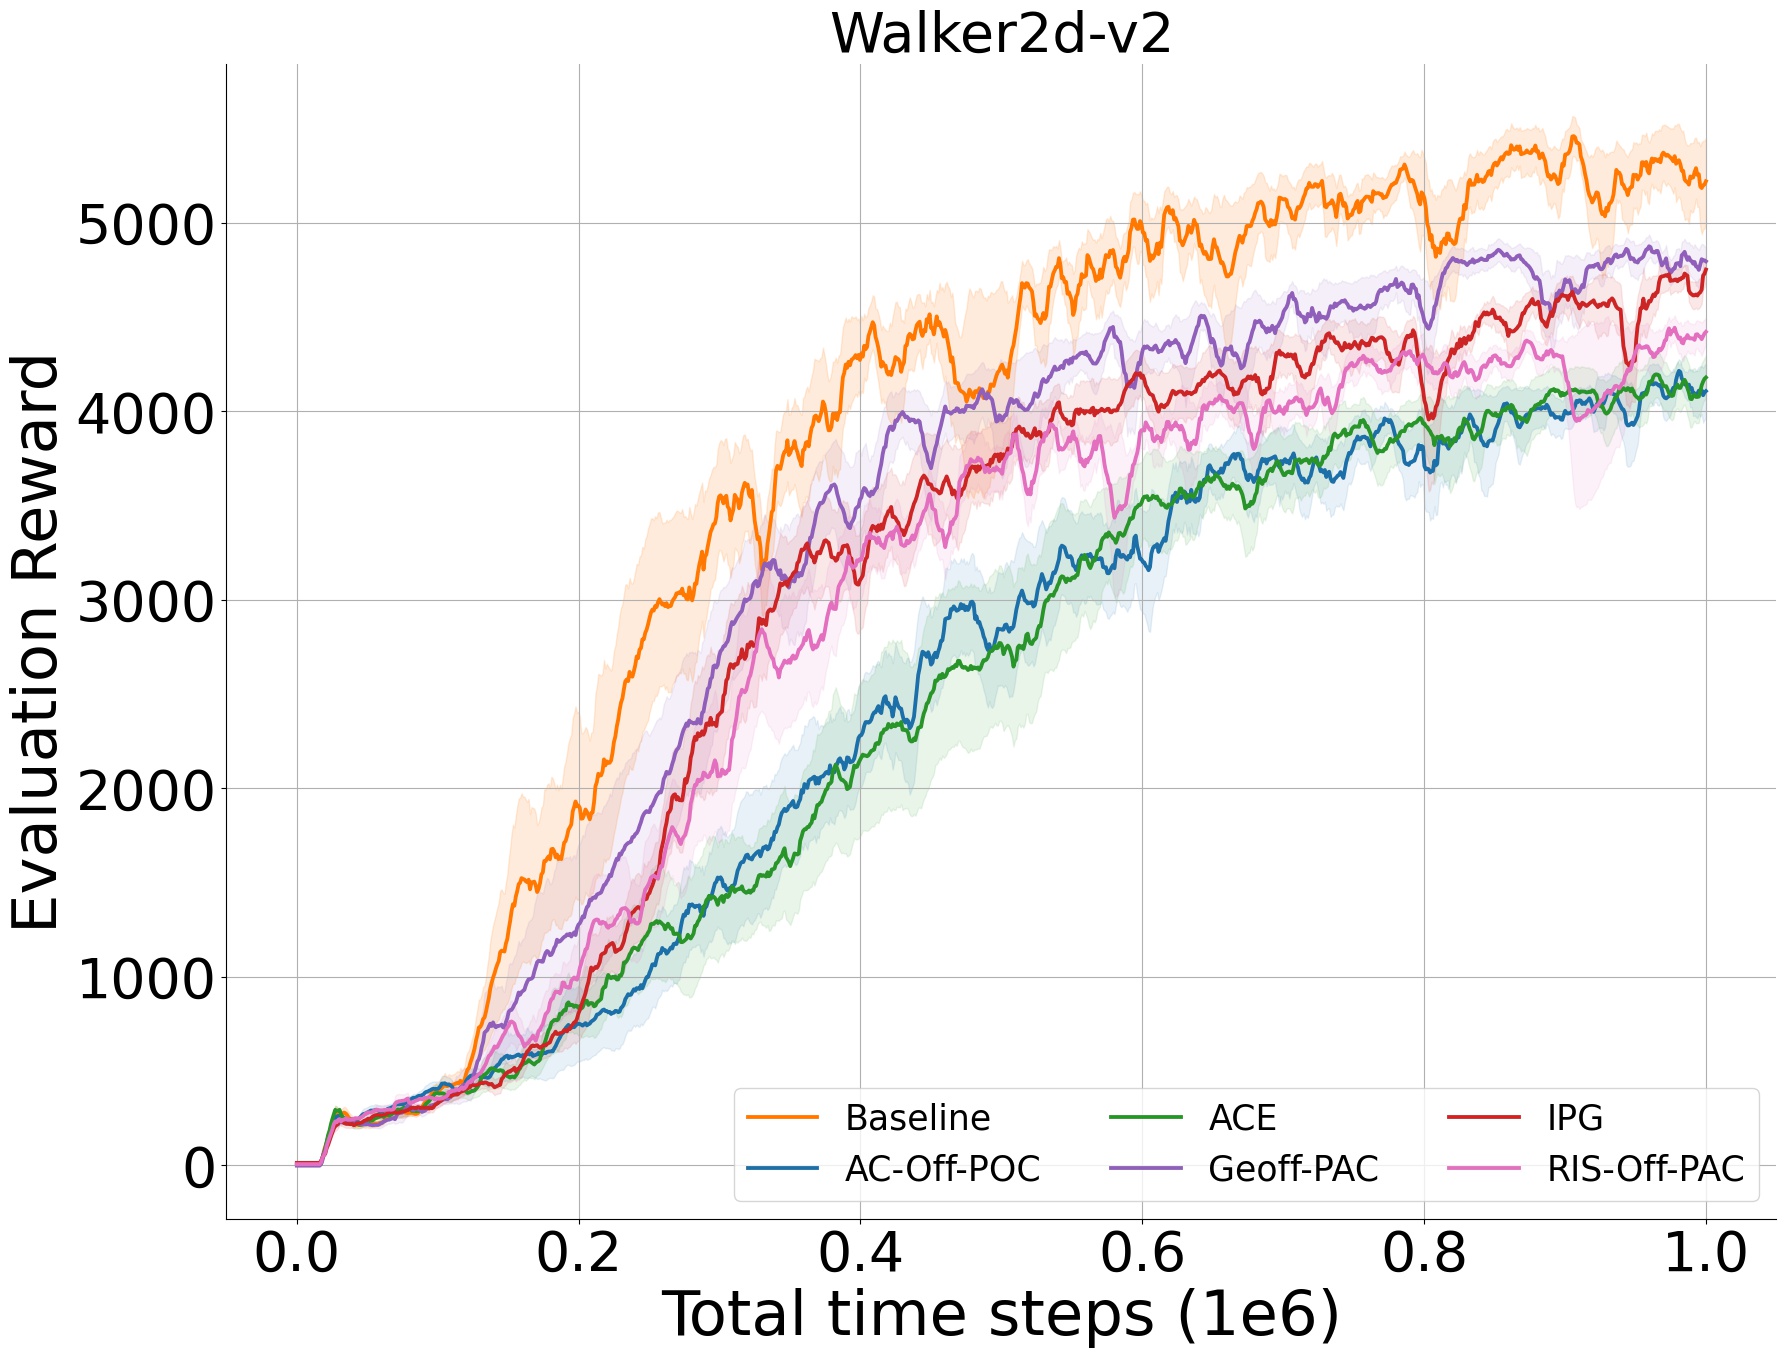 Walker2d-v2
Evaluation Reward
5000
4000
3000
2000
1000
0
Baseline ACE IPG
AC-Off-POC Geoff-PAC RIS-Off-PAC
0.0 0.2 0.4 0.6 0.8 1.0
Total time steps (1e6)